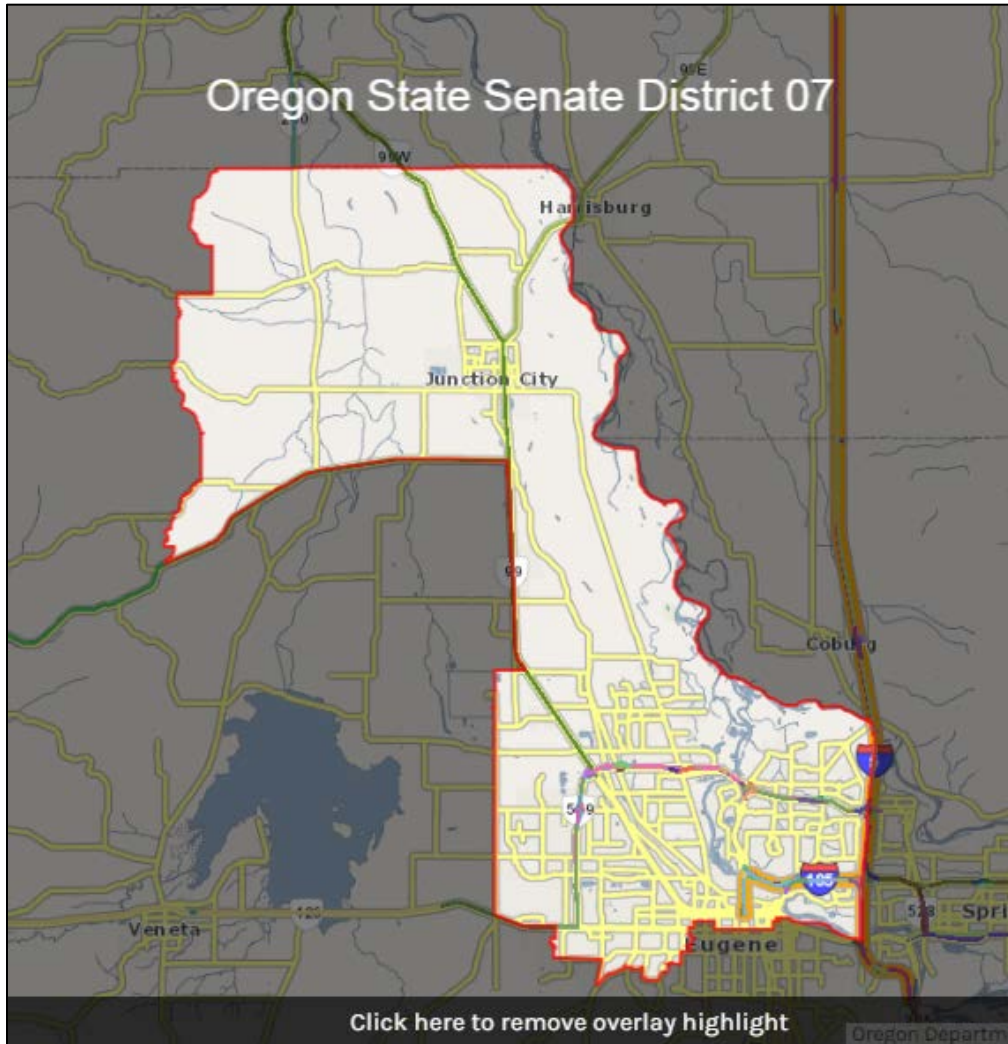 99E
Oregon State Senate District 07
99W
Harrisburg
Junction City
99
Coburg
569
105
126
Veneta
528
Spri
Eugene
Click here to remove overlay highlight
Oregon Departm